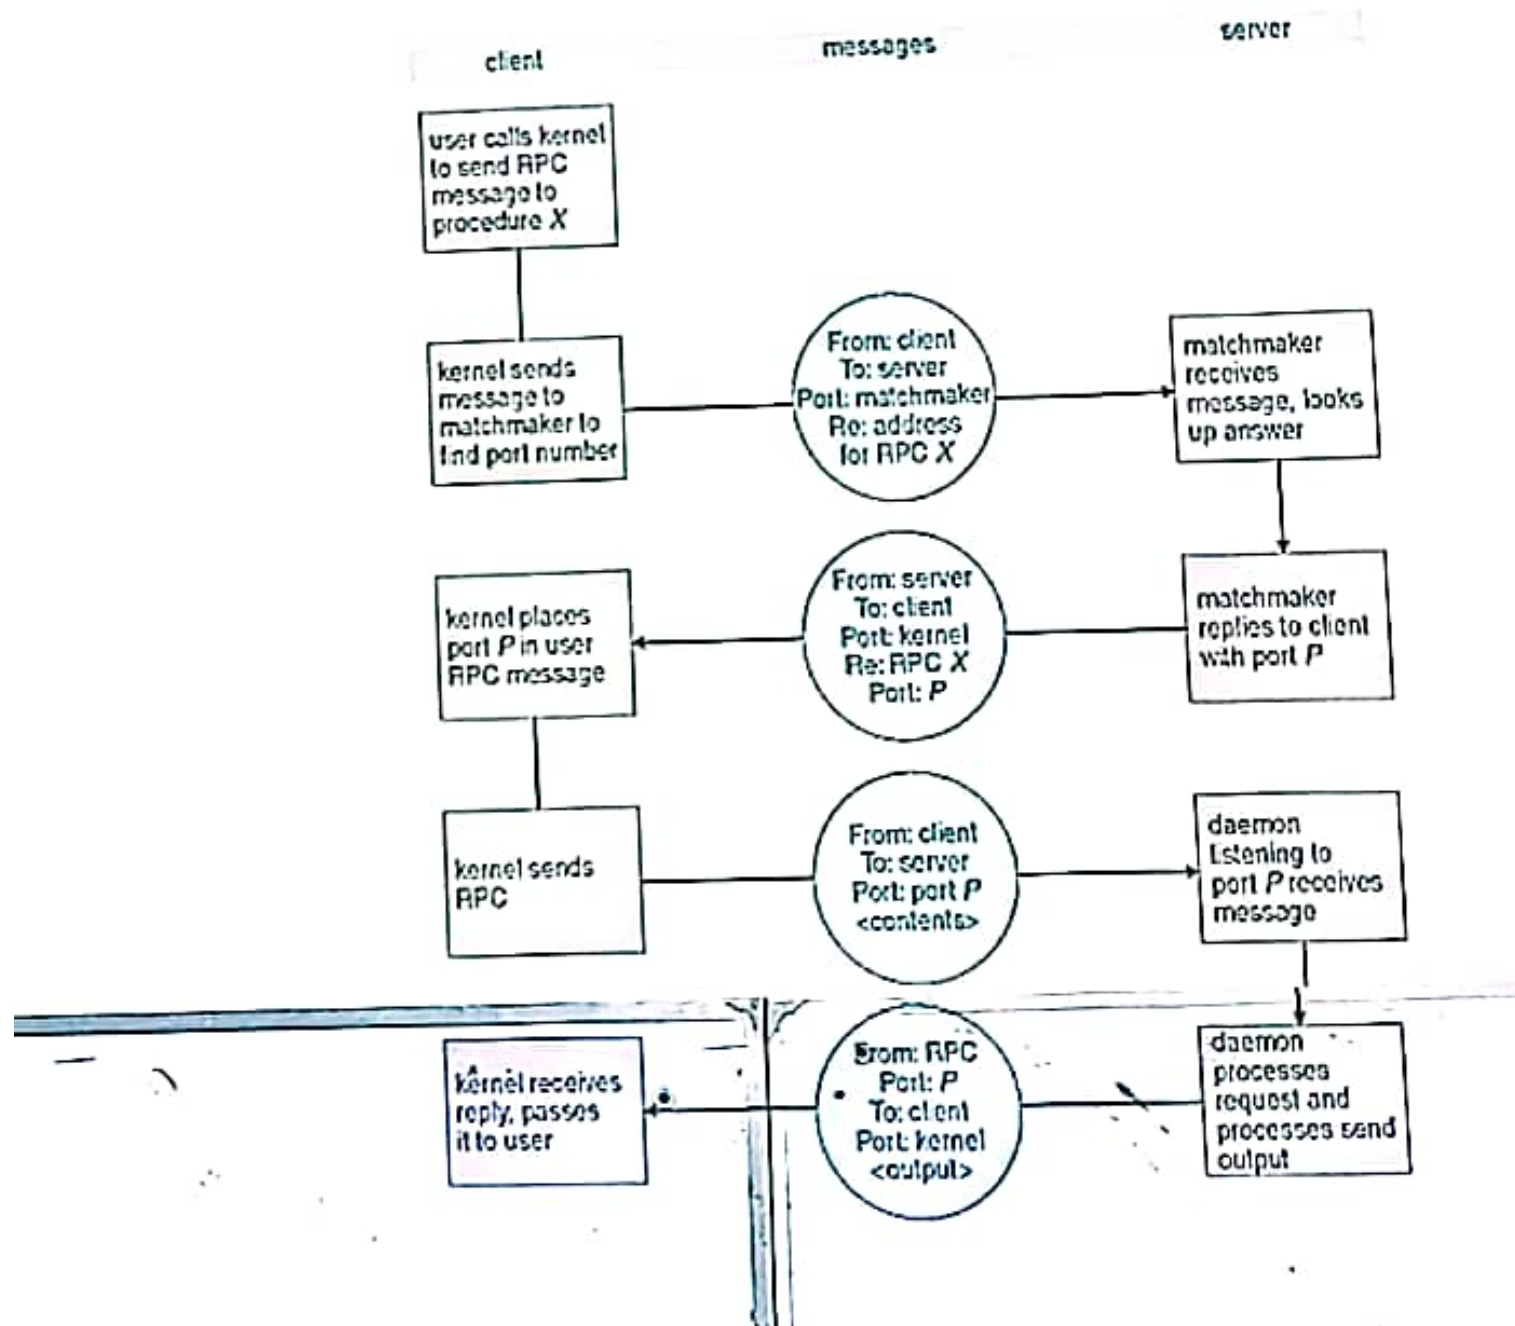 client
messages
server
user calls kernel
to send RPC
message to
procedure X
kernel sends
message to
matchmaker to
find port number
From: client
To: server
Port: matchmaker
Re: address
for RPC X
matchmaker
receives
message, looks
up answer
kernel places
port P in user
RPC message
From: server
To: client
Port: kernel
Re: RPC X
Port: P
matchmaker
replies to client
with port P
kernel sends
RPC
From: client
To: server
Port: port P
<contents>
daemon
listening to
port P receives
message
kernel receives
reply, passes
it to user
From: RPC
Port: P
To: client
Port: kernel
<output>
daemon
processes
request and
processes send
output